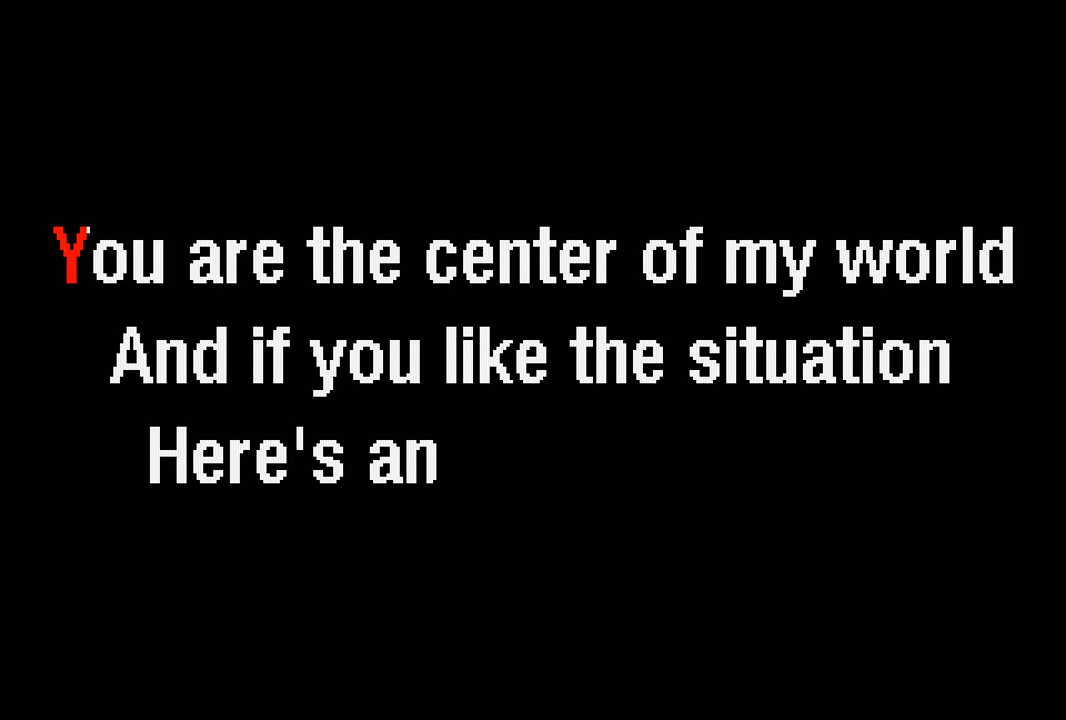 You are the center of my world
And if you like the situation
Here's an